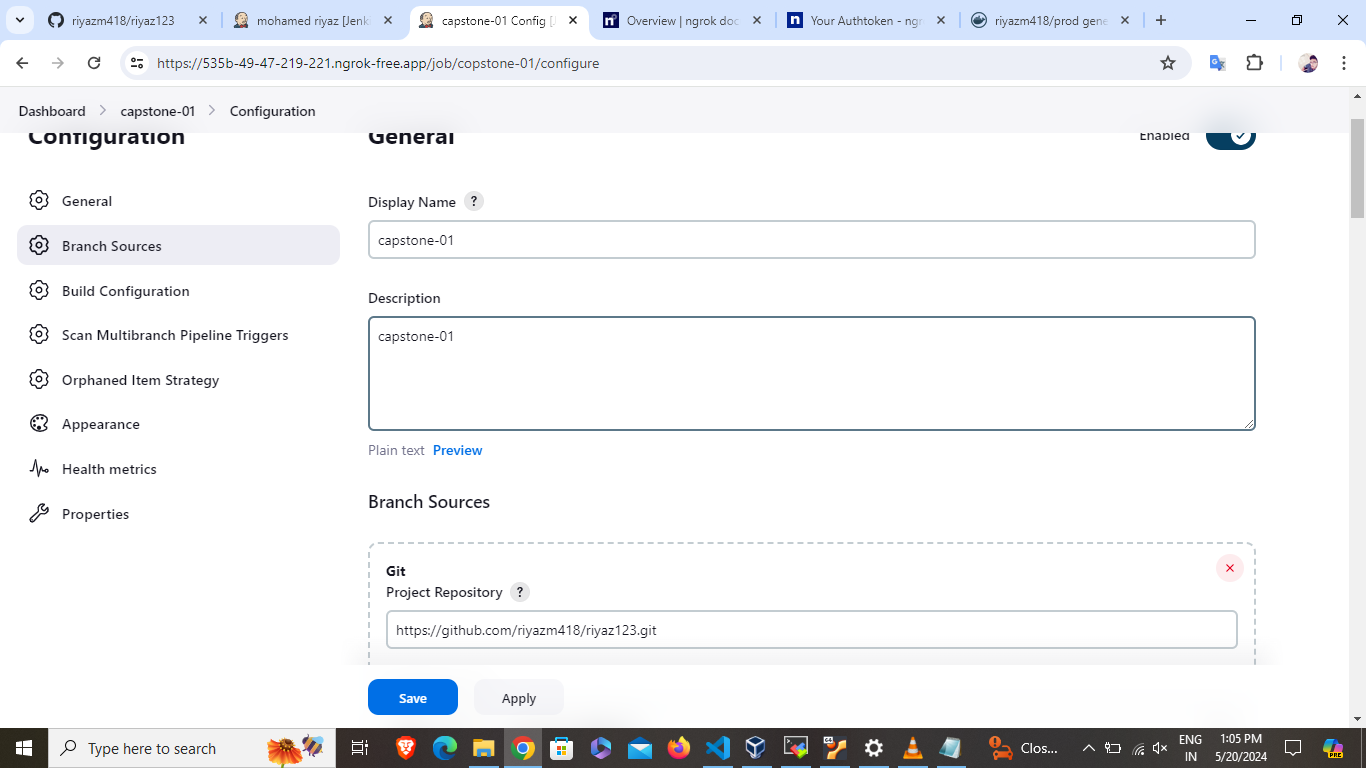 riyazm418/riyaz123
mohamed riyaz [Jenki
capstone-01 Config [J
Overview | ngrok doc
Your Authtoken - ngr
riyazm418/prod gene
https://535b-49-47-219-221.ngrok-free.app/job/copstone-01/configure
Dashboard
capstone-01
Configuration
Configuration
General
Enabled
General
Branch Sources
Build Configuration
Scan Multibranch Pipeline Triggers
Orphaned Item Strategy
Appearance
Health metrics
Properties
Display Name ?
capstone-01
Description
capstone-01
Plain text Preview
Branch Sources
Git
Project Repository ?
https://github.com/riyazm418/riyaz123.git
Save
Apply
Type here to search
Clos...
ENG
IN
1:05 PM
5/20/2024
PRE